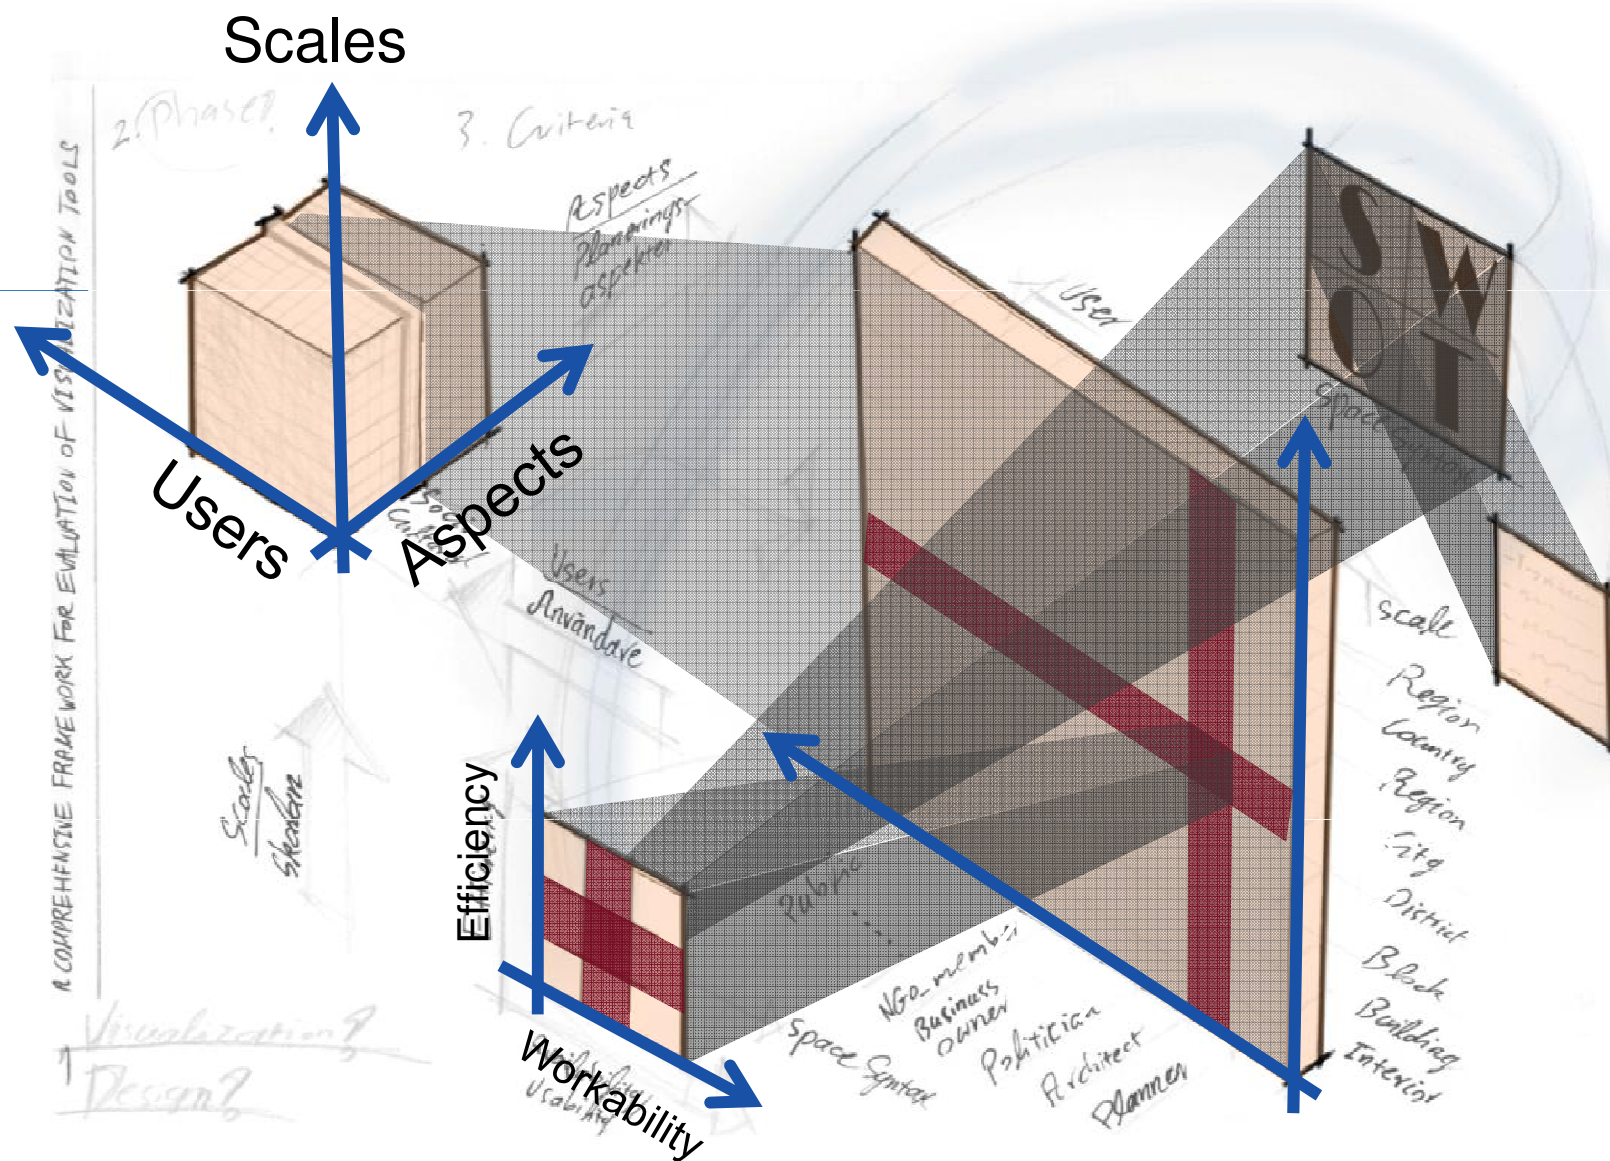 Scales
2. Phase?
3. Criteria
Aspects
Planerings-
aspekter
User
A COMPREHENSIVE FRAMEWORK FOR EVALUATION OF VISUALIZATION TOOLS
S W
O T
Users
Aspects
Users
Användare
scale
Region
Country
Region
City
District
Block
Building
Interior
Scales
Skalan
Efficiency
Public
....
NGO-member
Business
owner
Politician
Architect
Planner
Space Syntax
Workability
Usability
Visualization?
Design?